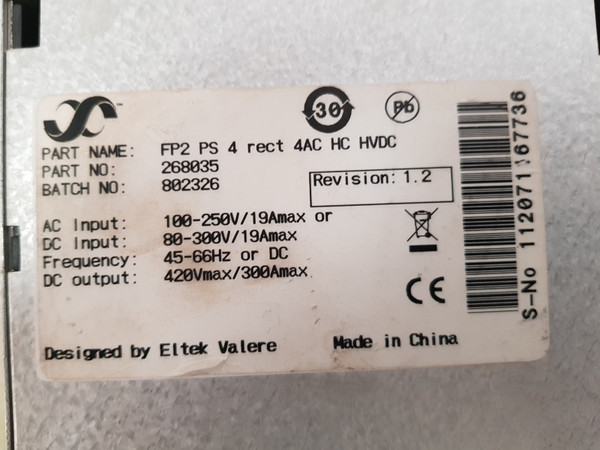 30
Pb
PART NAME: FP2 PS 4 rect 4AC HC HVDC
PART NO: 268035
BATCH NO: 802326
Revision: 1.2
AC Input: 100-250V/19Amax or
DC Input: 80-300V/19Amax
Frequency: 45-66Hz or DC
DC output: 420Vmax/300Amax
CE
Designed by Eltek Valere
Made in China
S-No 112071167736